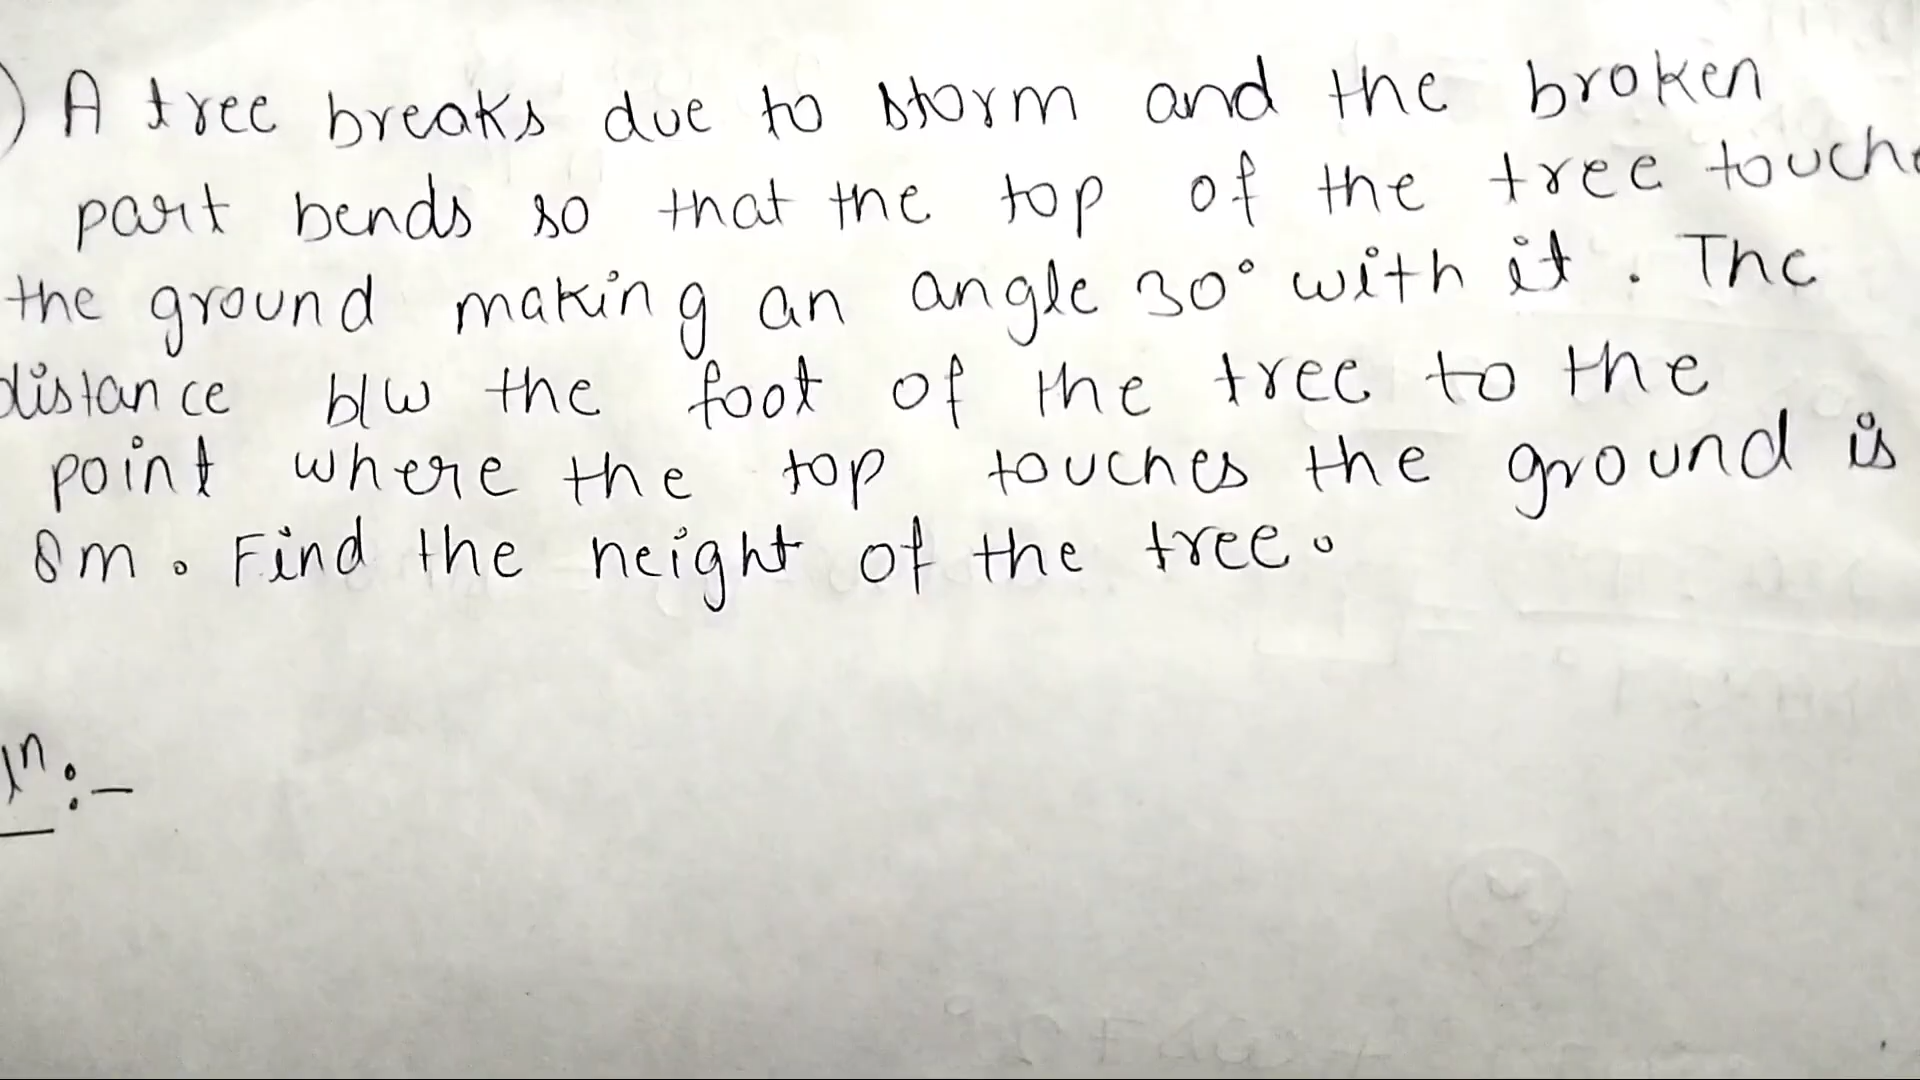 ) A tree breaks due to storm and the broken
part bends so that the top of the tree touche
the ground making an angle 30° with it. The
distance b/w the foot of the tree to the
point where the top touches the ground is
8m. Find the height of the tree.
ln:-